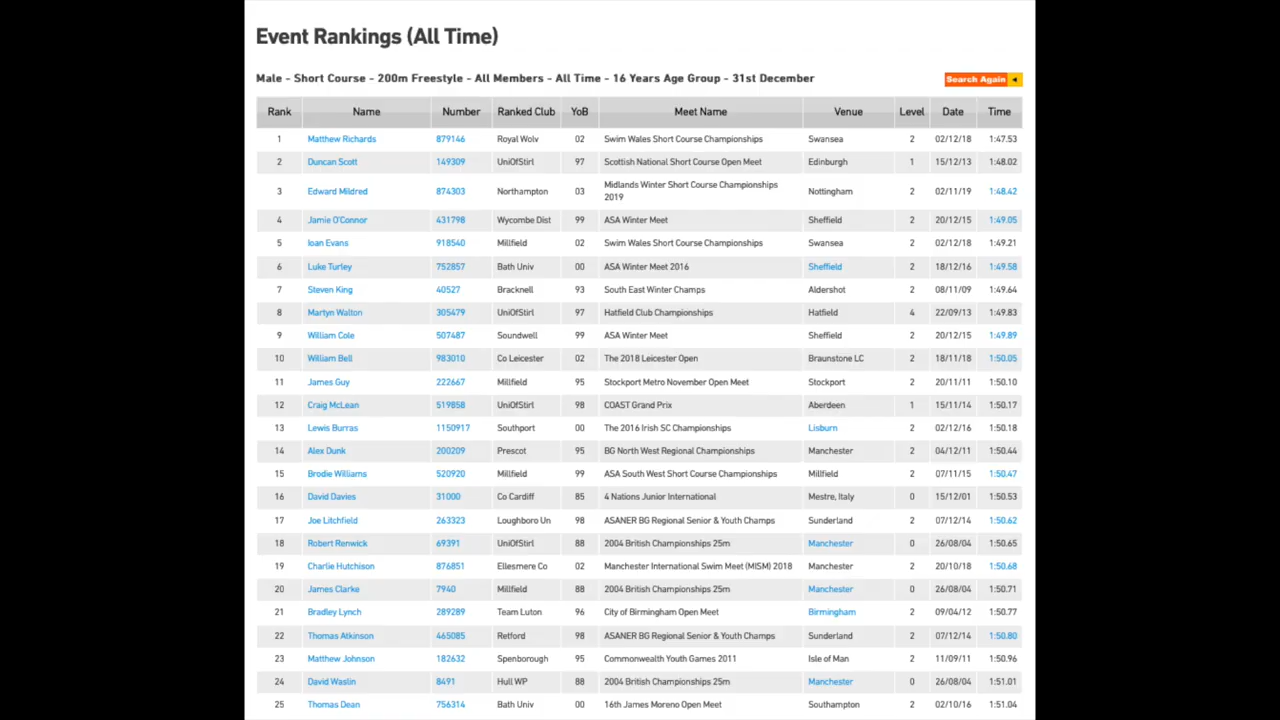 Event Rankings (All Time)
Male - Short Course - 200m Freestyle - All Members - All Time - 16 Years Age Group - 31st December
Search Again
Rank Name Number Ranked Club YoB Meet Name Venue Level Date Time
1 Matthew Richards 879146 Royal Wolv 02 Swim Wales Short Course Championships Swansea 2 02/12/18 1:47.53
2 Duncan Scott 149309 UniOfStirl 97 Scottish National Short Course Open Meet Edinburgh 1 15/12/13 1:48.02
3 Edward Mildred 874303 Northampton 03 Midlands Winter Short Course Championships 2019 Nottingham 2 02/11/19 1:48.42
4 Jamie O'Connor 431798 Wycombe Dist 99 ASA Winter Meet Sheffield 2 20/12/15 1:49.05
5 Ioan Evans 918540 Millfield 02 Swim Wales Short Course Championships Swansea 2 02/12/18 1:49.21
6 Luke Turley 752857 Bath Univ 00 ASA Winter Meet 2016 Sheffield 2 18/12/16 1:49.58
7 Steven King 40527 Bracknell 93 South East Winter Champs Aldershot 2 08/11/09 1:49.64
8 Martyn Walton 305479 UniOfStirl 97 Hatfield Club Championships Hatfield 4 22/09/13 1:49.83
9 William Cole 507487 Soundwell 99 ASA Winter Meet Sheffield 2 20/12/15 1:49.89
10 William Bell 983010 Co Leicester 02 The 2018 Leicester Open Braunstone LC 2 18/11/18 1:50.05
11 James Guy 222667 Millfield 95 Stockport Metro November Open Meet Stockport 2 20/11/11 1:50.10
12 Craig McLean 519858 UniOfStirl 98 COAST Grand Prix Aberdeen 1 15/11/14 1:50.17
13 Lewis Burras 1150917 Southport 00 The 2016 Irish SC Championships Lisburn 2 02/12/16 1:50.18
14 Alex Dunk 200209 Prescot 95 BG North West Regional Championships Manchester 2 04/12/11 1:50.44
15 Brodie Williams 520920 Millfield 99 ASA South West Short Course Championships Millfield 2 07/11/15 1:50.47
16 David Davies 31000 Co Cardiff 85 4 Nations Junior International Mestre, Italy 0 15/12/01 1:50.53
17 Joe Litchfield 263323 Loughboro Un 98 ASANER BG Regional Senior & Youth Champs Sunderland 2 07/12/14 1:50.62
18 Robert Renwick 69391 UniOfStirl 88 2004 British Championships 25m Manchester 0 26/08/04 1:50.65
19 Charlie Hutchison 876851 Ellesmere Co 02 Manchester International Swim Meet (MISM) 2018 Manchester 2 20/10/18 1:50.68
20 James Clarke 7940 Millfield 88 2004 British Championships 25m Manchester 0 26/08/04 1:50.71
21 Bradley Lynch 289289 Team Luton 96 City of Birmingham Open Meet Birmingham 2 09/04/12 1:50.77
22 Thomas Atkinson 465085 Retford 98 ASANER BG Regional Senior & Youth Champs Sunderland 2 07/12/14 1:50.80
23 Matthew Johnson 182632 Spenborough 95 Commonwealth Youth Games 2011 Isle of Man 2 11/09/11 1:50.96
24 David Waslin 8491 Hull WP 88 2004 British Championships 25m Manchester 0 26/08/04 1:51.01
25 Thomas Dean 756314 Bath Univ 00 16th James Moreno Open Meet Southampton 2 02/10/16 1:51.04